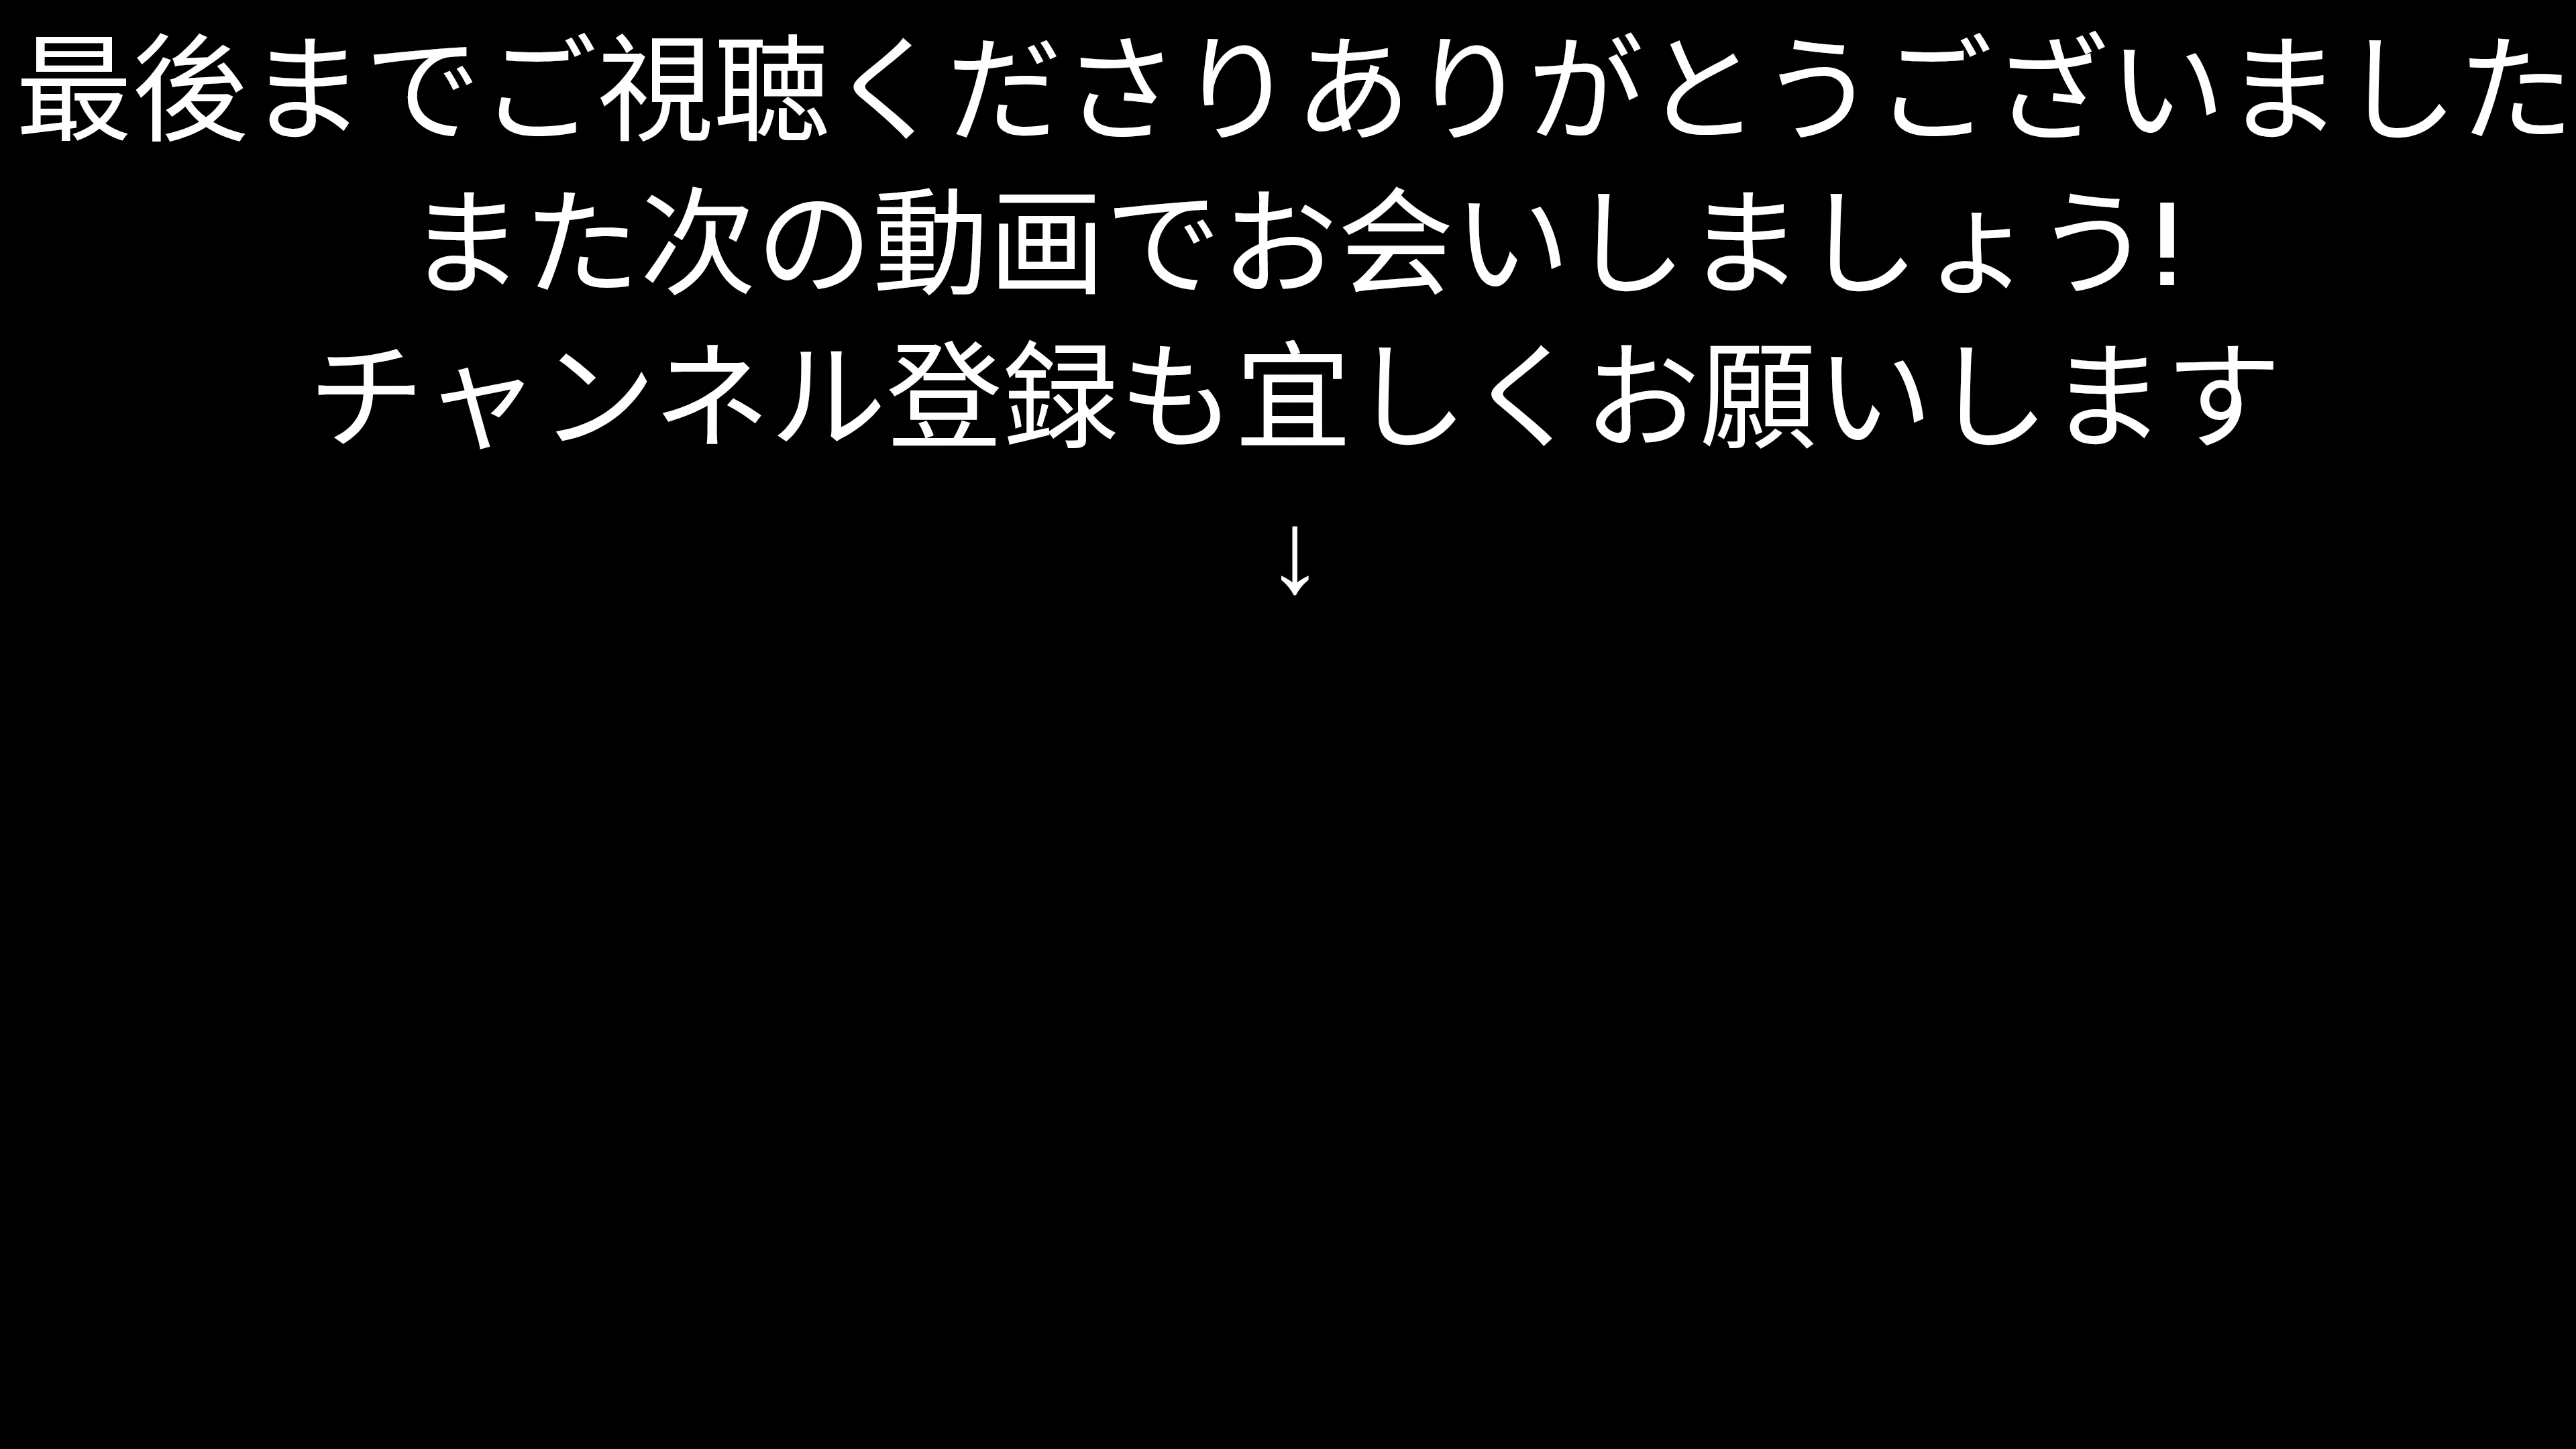 最後までご視聴くださりありがとうございました
また次の動画でお会いしましょう!
チャンネル登録も宜しくお願いします
↓